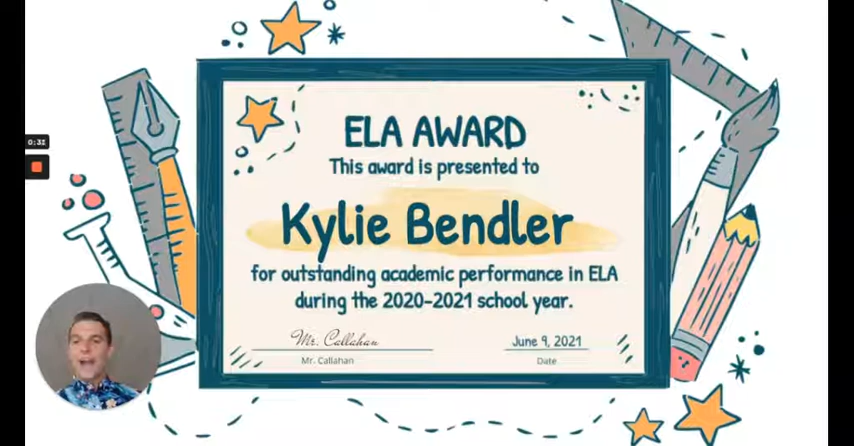 ELA AWARD
This award is presented to
Kylie Bendler
for outstanding academic performance in ELA
during the 2020-2021 school year.
Mr. Callahan
June 9, 2021
Mr. Callahan
Date
0:31